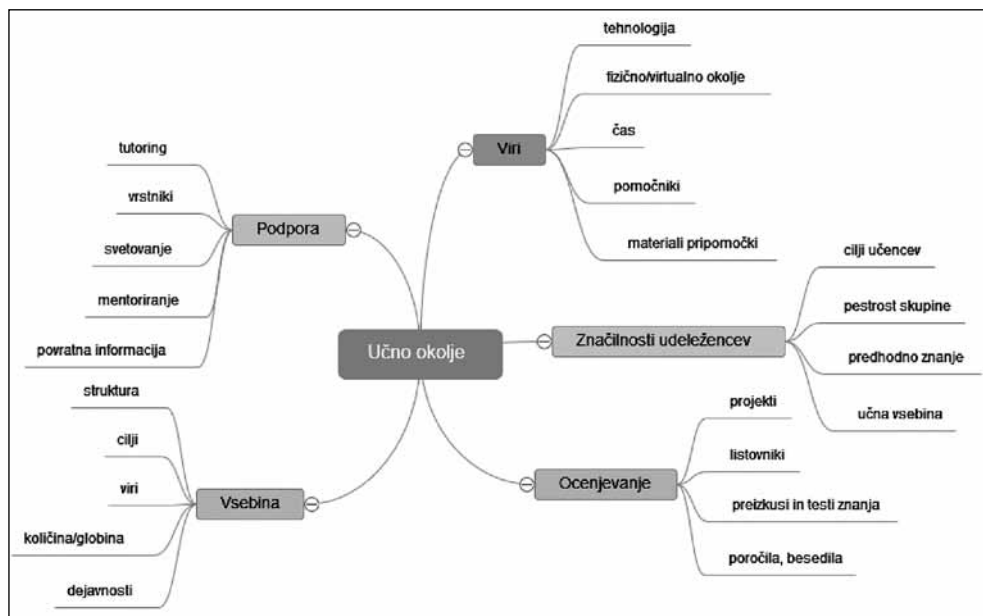 Učno okolje
Viri
tehnologija
fizično/virtualno okolje
čas
pomočniki
materiali pripomočki
Značilnosti udeležencev
cilji učencev
pestrost skupine
predhodno znanje
učna vsebina
Ocenjevanje
projekti
listovniki
preizkusi in testi znanja
poročila, besedila
Podpora
tutoring
vrstniki
svetovanje
mentoriranje
povratna informacija
Vsebina
struktura
cilji
viri
količina/globina
dejavnosti